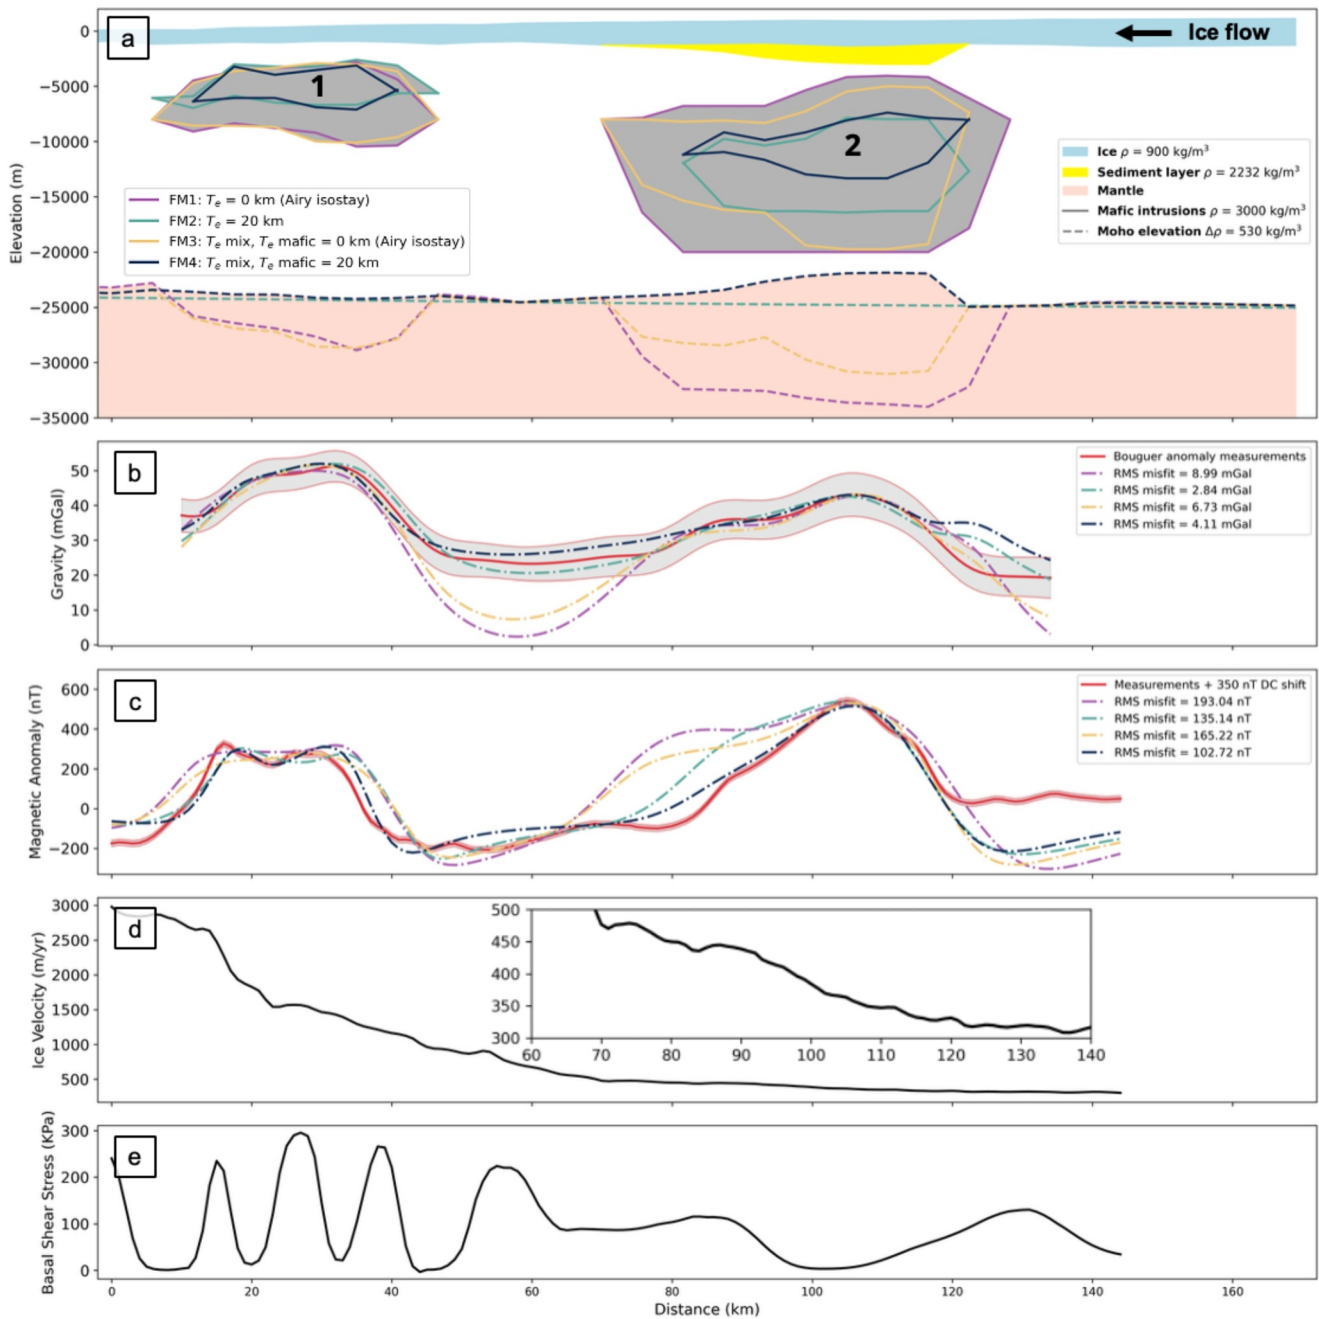 a
Ice flow
1
2
Elevation (m)
0
−5000
−10000
−15000
−20000
−25000
−30000
−35000
FM1: Te = 0 km (Airy isostay)
FM2: Te = 20 km
FM3: Te mix, Te mafic = 0 km (Airy isostay)
FM4: Te mix, Te mafic = 20 km
Ice ρ = 900 kg/m³
Sediment layer ρ = 2232 kg/m³
Mantle
Mafic intrusions ρ = 3000 kg/m³
Moho elevation Δρ = 530 kg/m³
b
Gravity (mGal)
50
40
30
20
10
0
Bouguer anomaly measurements
RMS misfit = 8.99 mGal
RMS misfit = 2.84 mGal
RMS misfit = 6.73 mGal
RMS misfit = 4.11 mGal
c
Magnetic Anomaly (nT)
600
400
200
0
−200
Measurements + 350 nT DC shift
RMS misfit = 193.04 nT
RMS misfit = 135.14 nT
RMS misfit = 165.22 nT
RMS misfit = 102.72 nT
d
Ice Velocity (m/yr)
3000
2500
2000
1500
1000
500
500
450
400
350
300
60 70 80 90 100 110 120 130 140
e
Basal Shear Stress (KPa)
300
200
100
0
0 20 40 60 80 100 120 140 160
Distance (km)